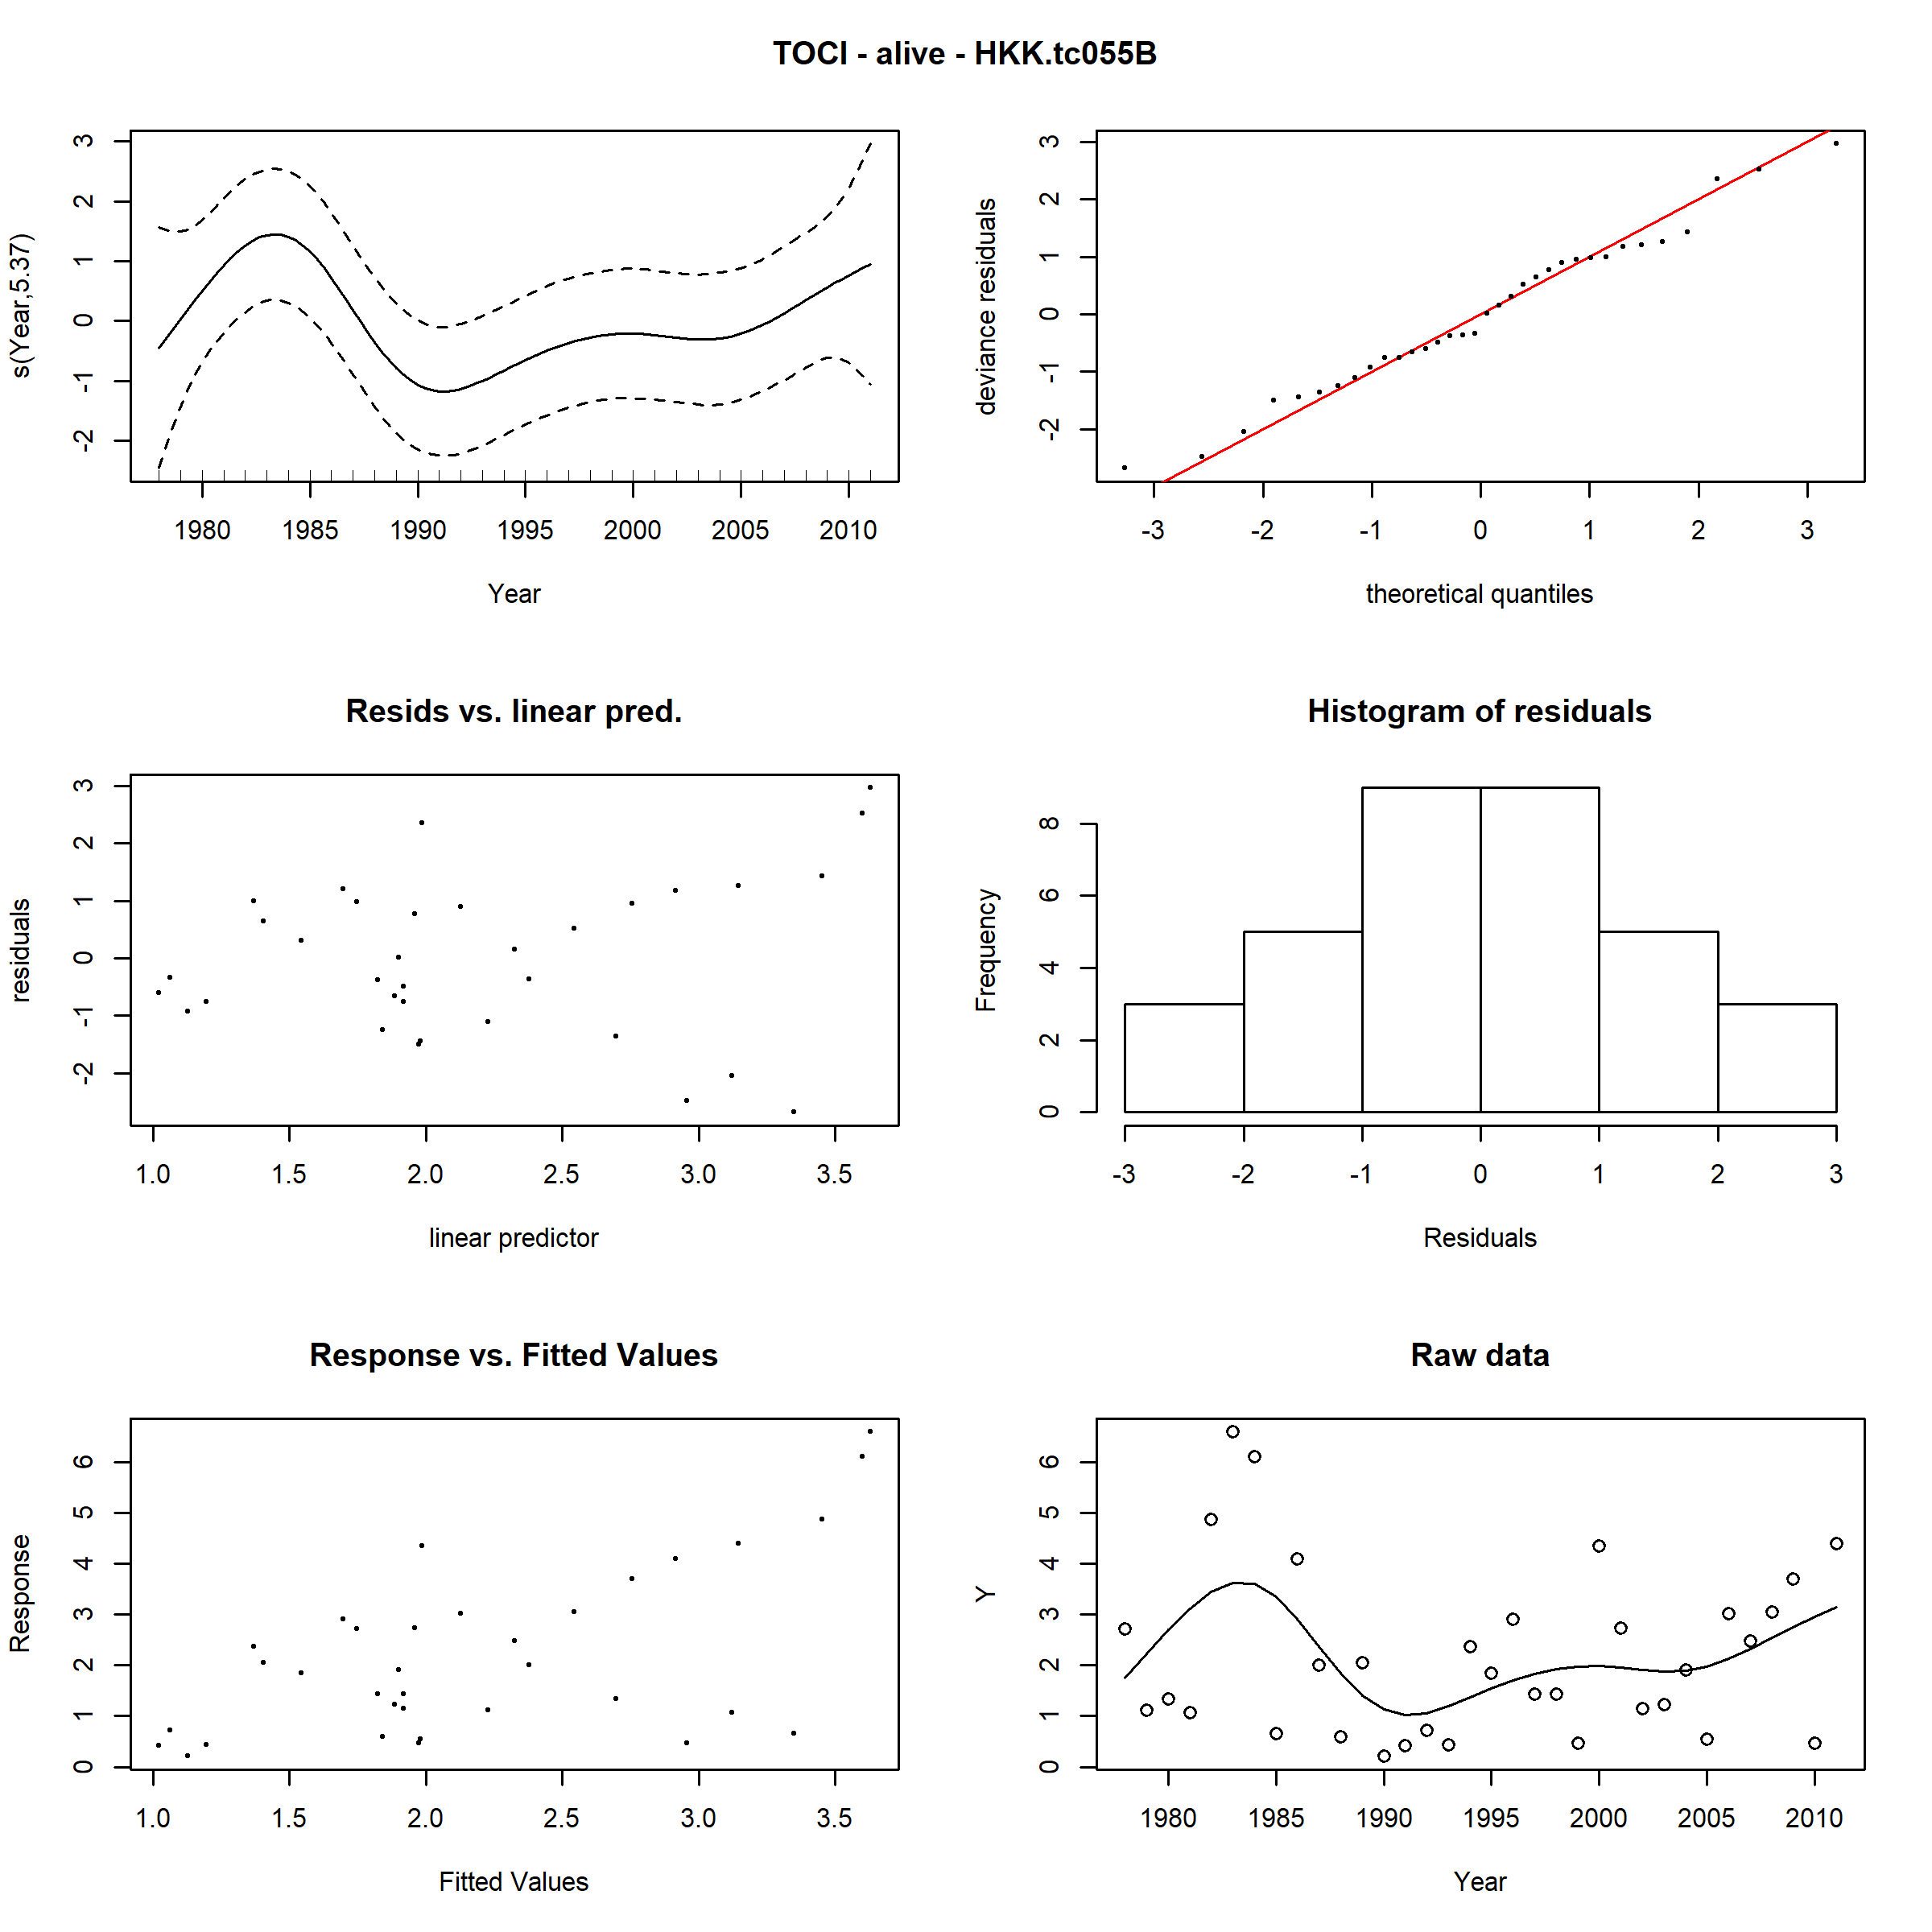 TOCI - alive - HKK.tc055B
s(Year,5.37)
3
2
1
0
-1
-2
1980 1985 1990 1995 2000 2005 2010
Year
deviance residuals
3
2
1
0
-1
-2
-3 -2 -1 0 1 2 3
theoretical quantiles
Resids vs. linear pred.
residuals
3
2
1
0
-1
-2
1.0 1.5 2.0 2.5 3.0 3.5
linear predictor
Histogram of residuals
Frequency
8
6
4
2
0
-3 -2 -1 0 1 2 3
Residuals
Response vs. Fitted Values
Response
6
5
4
3
2
1
0
1.0 1.5 2.0 2.5 3.0 3.5
Fitted Values
Raw data
Y
6
5
4
3
2
1
0
1980 1985 1990 1995 2000 2005 2010
Year